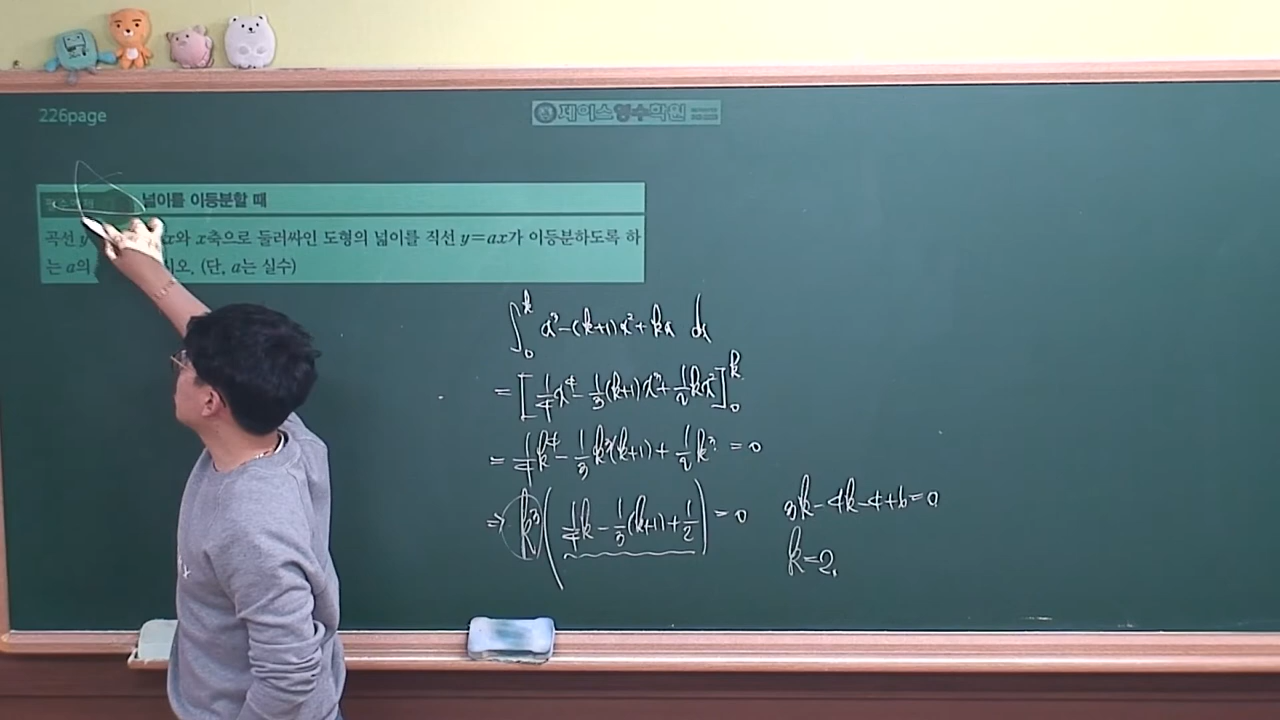 226page
제이스영수학원
넓이를 이등분할 때
곡선 y x와 x축으로 둘러싸인 도형의 넓이를 직선 y=ax가 이등분하도록 하
는 a의 시오. (단, a는 실수)
∫₀ᵏ x³-(k+1)x²+kx dx
= [¼x⁴-⅓(k+1)x³+½kx²]₀ᵏ
= ¼k⁴-⅓k³(k+1)+½k³ = 0
⇒ k³(¼k-⅓(k+1)+½) = 0
3k-4k-4+6=0
k=2.